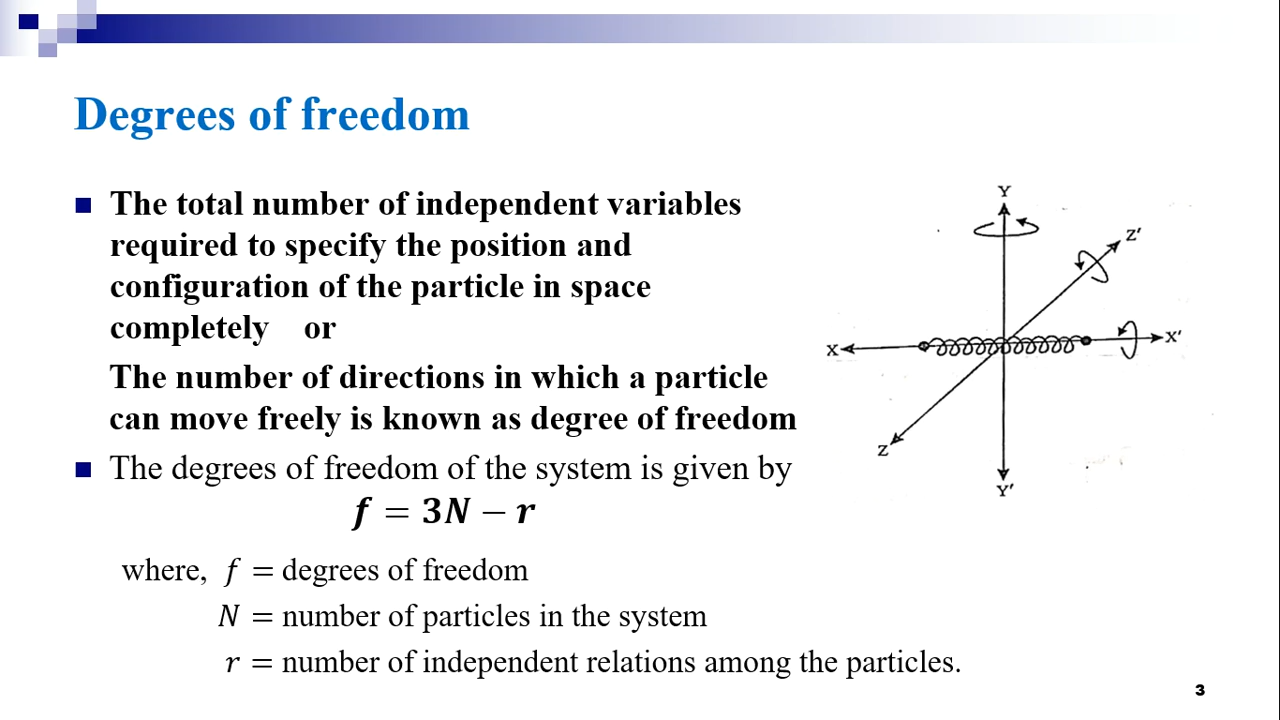 Degrees of freedom
The total number of independent variables
required to specify the position and
configuration of the particle in space
completely or
The number of directions in which a particle
can move freely is known as degree of freedom
The degrees of freedom of the system is given by
f = 3N − r
where, f = degrees of freedom
N = number of particles in the system
r = number of independent relations among the particles.
Y
Z'
X
X'
Z
Y'
3